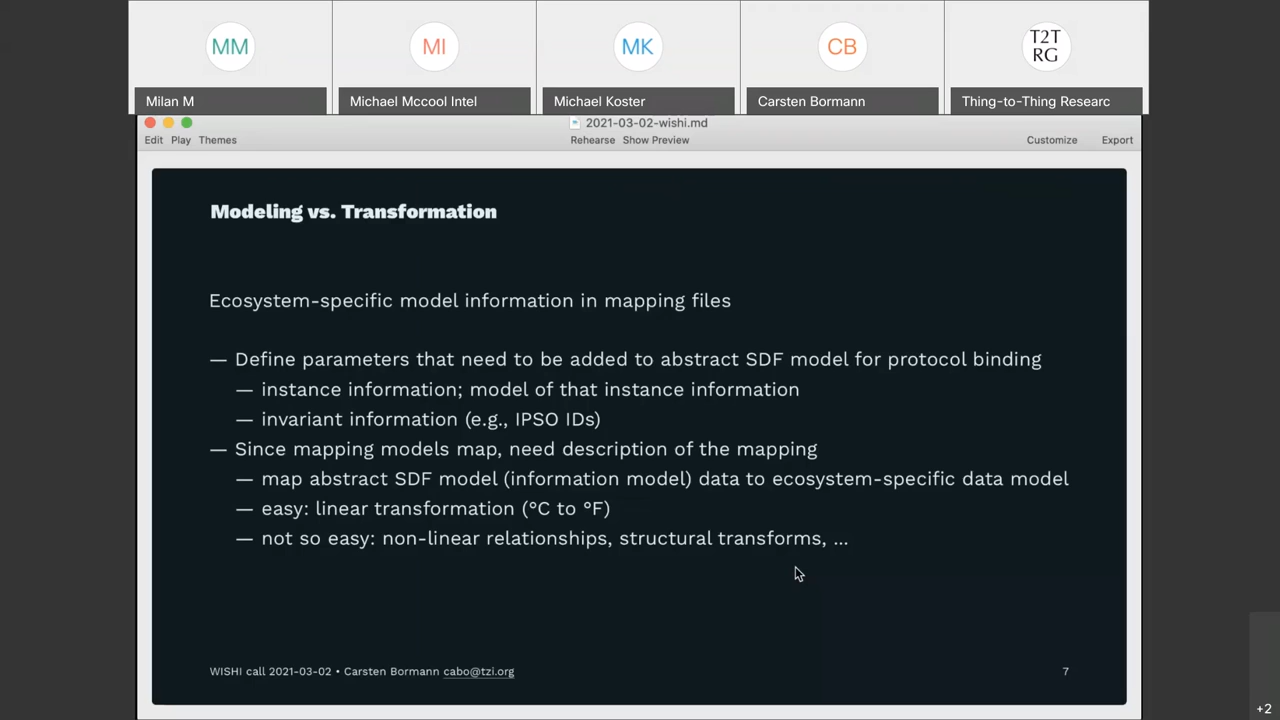 MM
MI
MK
CB
T2T
RG
Milan M
Michael Mccool Intel
Michael Koster
Carsten Bormann
Thing-to-Thing Researc
2021-03-02-wishi.md
Edit Play Themes
Rehearse Show Preview
Customize Export
Modeling vs. Transformation
Ecosystem-specific model information in mapping files
— Define parameters that need to be added to abstract SDF model for protocol binding
— instance information; model of that instance information
— invariant information (e.g., IPSO IDs)
— Since mapping models map, need description of the mapping
— map abstract SDF model (information model) data to ecosystem-specific data model
— easy: linear transformation (°C to °F)
— not so easy: non-linear relationships, structural transforms, ...
WISHI call 2021-03-02 • Carsten Bormann cabo@tzi.org
7
+2